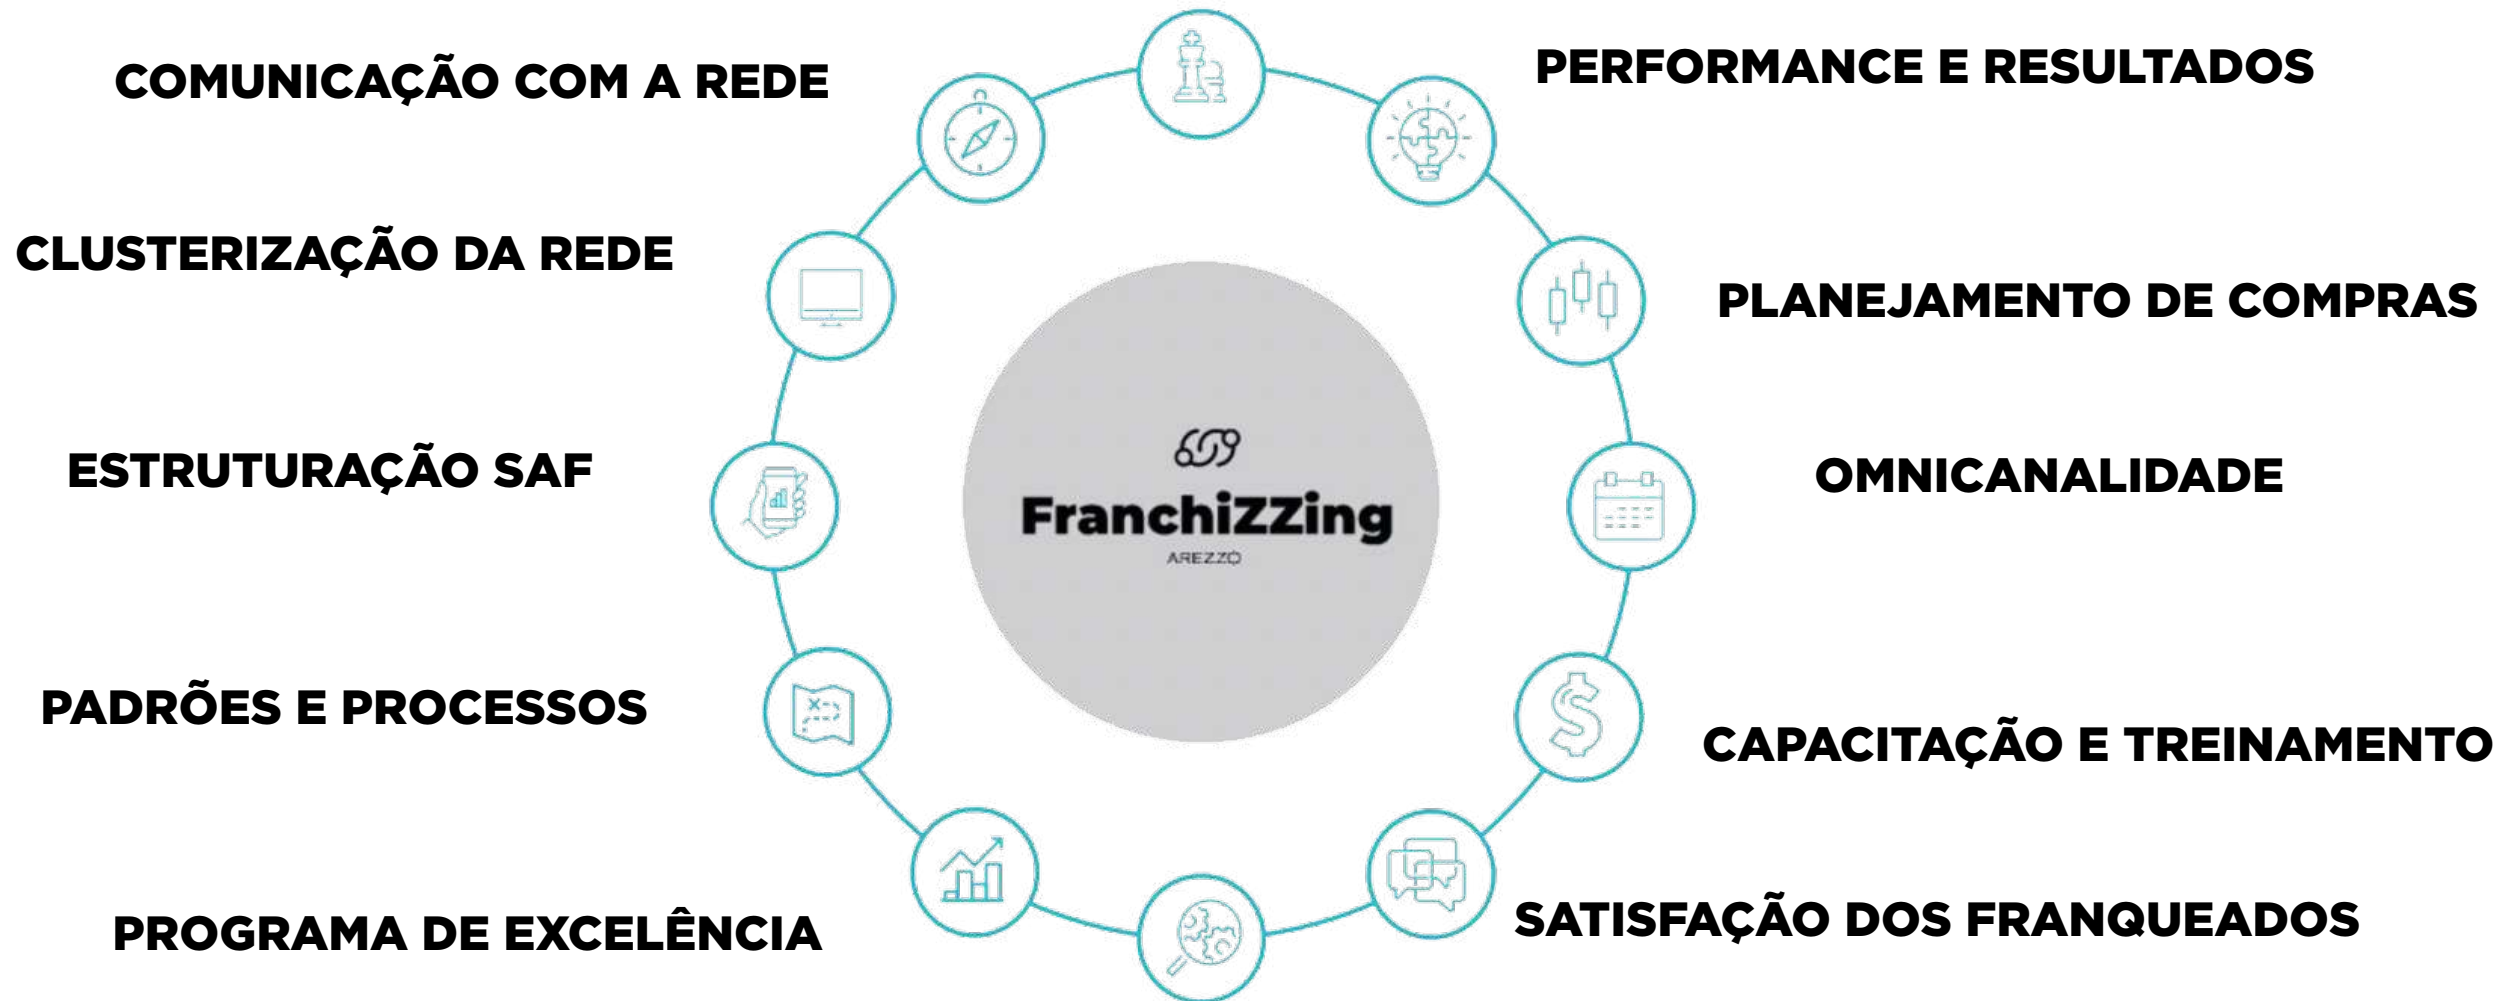 COMUNICAÇÃO COM A REDE
PERFORMANCE E RESULTADOS
CLUSTERIZAÇÃO DA REDE
PLANEJAMENTO DE COMPRAS
ESTRUTURAÇÃO SAF
OMNICANALIDADE
FranchiZZing
AREZZO
PADRÕES E PROCESSOS
CAPACITAÇÃO E TREINAMENTO
PROGRAMA DE EXCELÊNCIA
SATISFAÇÃO DOS FRANQUEADOS